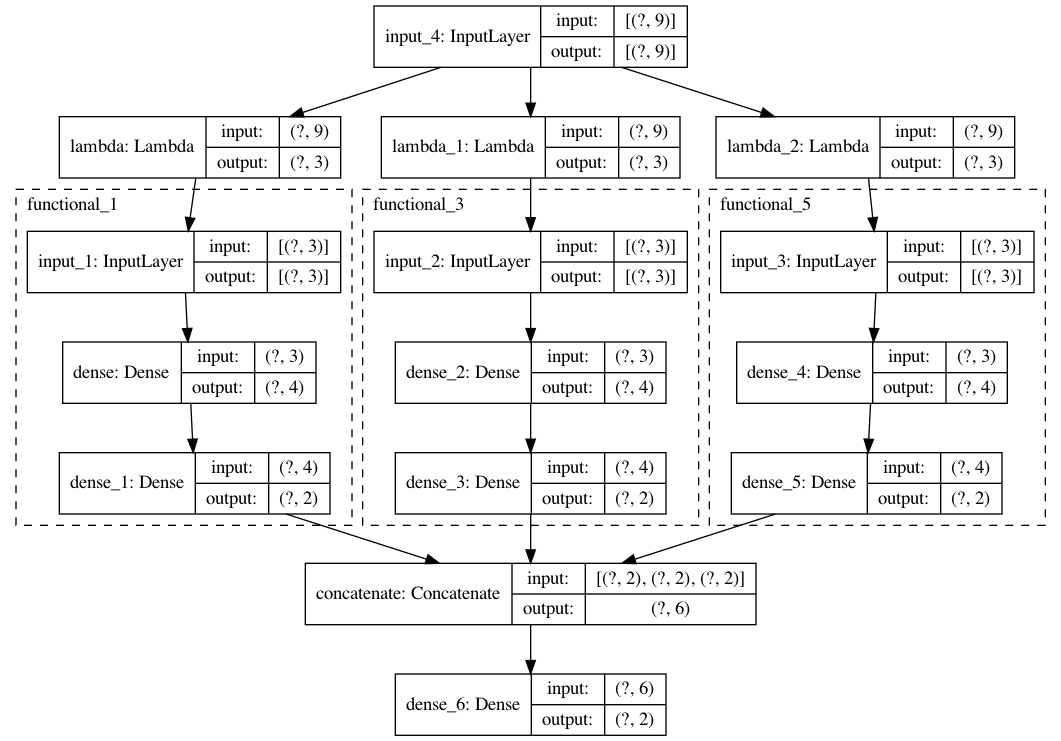 input_4: InputLayer input: [(?, 9)]
output: [(?, 9)]
lambda: Lambda input: (?, 9)
output: (?, 3)
lambda_1: Lambda input: (?, 9)
output: (?, 3)
lambda_2: Lambda input: (?, 9)
output: (?, 3)
functional_1
input_1: InputLayer input: [(?, 3)]
output: [(?, 3)]
dense: Dense input: (?, 3)
output: (?, 4)
dense_1: Dense input: (?, 4)
output: (?, 2)
functional_3
input_2: InputLayer input: [(?, 3)]
output: [(?, 3)]
dense_2: Dense input: (?, 3)
output: (?, 4)
dense_3: Dense input: (?, 4)
output: (?, 2)
functional_5
input_3: InputLayer input: [(?, 3)]
output: [(?, 3)]
dense_4: Dense input: (?, 3)
output: (?, 4)
dense_5: Dense input: (?, 4)
output: (?, 2)
concatenate: Concatenate input: [(?, 2), (?, 2), (?, 2)]
output: (?, 6)
dense_6: Dense input: (?, 6)
output: (?, 2)